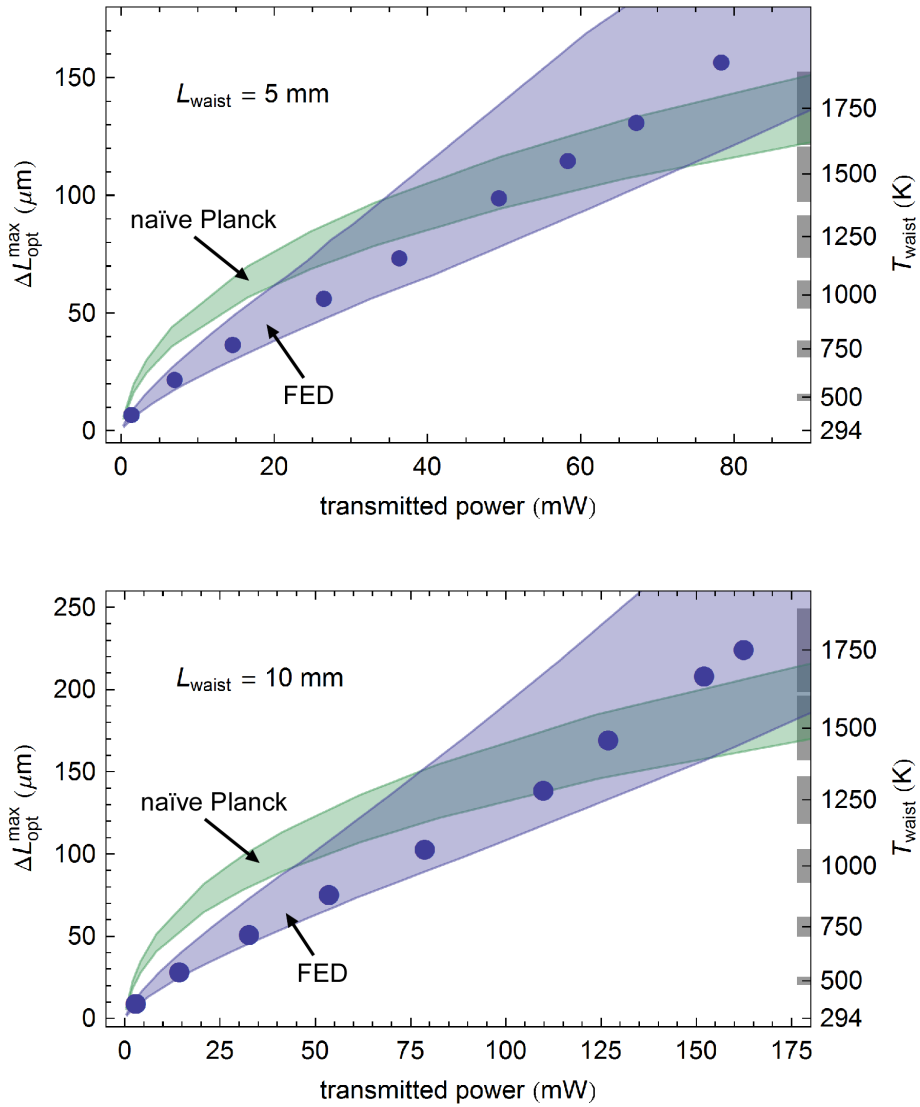 150
100
50
0
ΔL_opt^max (μm)
L_waist = 5 mm
naïve Planck
FED
1750
1500
1250
1000
750
500
294
T_waist (K)
0 20 40 60 80
transmitted power (mW)
250
200
150
100
50
0
ΔL_opt^max (μm)
L_waist = 10 mm
naïve Planck
FED
1750
1500
1250
1000
750
500
294
T_waist (K)
0 25 50 75 100 125 150 175
transmitted power (mW)